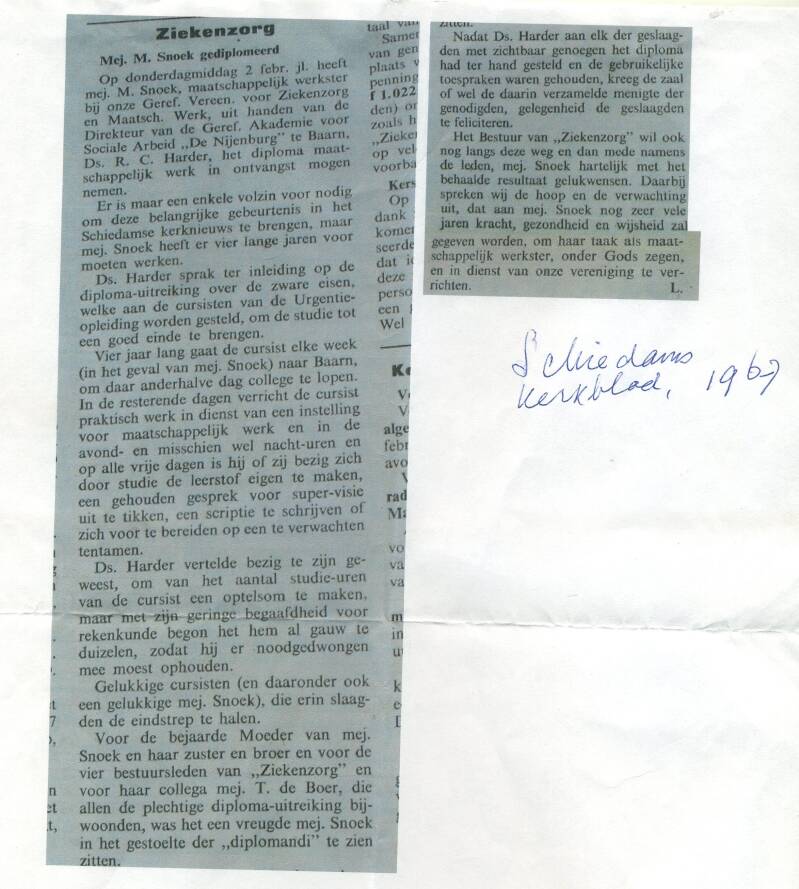 Ziekenzorg
Mej. M. Snoek gediplomeerd
Op donderdagmiddag 2 febr. jl. heeft
mej. M. Snoek, maatschappelijk werkster
bij onze Geref. Vereen. voor Ziekenzorg
en Maatsch. Werk, uit handen van de
Direkteur van de Geref. Akademie voor
Sociale Arbeid „De Nijenburg” te Baarn,
Ds. R. C. Harder, het diploma maat-
schappelijk werk in ontvangst mogen
nemen.
Er is maar een enkele volzin voor nodig
om deze belangrijke gebeurtenis in het
Schiedamse kerknieuws te brengen, maar
mej. Snoek heeft er vier lange jaren voor
moeten werken.
Ds. Harder sprak ter inleiding op de
diploma-uitreiking over de zware eisen,
welke aan de cursisten van de Urgentie-
opleiding worden gesteld, om de studie tot
een goed einde te brengen.
Vier jaar lang gaat de cursist elke week
(in het geval van mej. Snoek) naar Baarn,
om daar anderhalve dag college te lopen.
In de resterende dagen verricht de cursist
praktisch werk in dienst van een instelling
voor maatschappelijk werk en in de
avond- en misschien wel nacht-uren en
op alle vrije dagen is hij of zij bezig zich
door studie de leerstof eigen te maken,
een gehouden gesprek voor super-visie
uit te tikken, een scriptie te schrijven of
zich voor te bereiden op een te verwachten
tentamen.
Ds. Harder vertelde bezig te zijn ge-
weest, om van het aantal studie-uren
van de cursist een optelsom te maken,
maar met zijn geringe begaafdheid voor
rekenkunde begon het hem al gauw te
duizelen, zodat hij er noodgedwongen
mee moest ophouden.
Gelukkige cursisten (en daaronder ook
een gelukkige mej. Snoek), die erin slaag-
den de eindstrep te halen.
Voor de bejaarde Moeder van mej.
Snoek en haar zuster en broer en voor de
vier bestuursleden van „Ziekenzorg” en
voor haar collega mej. T. de Boer, die
allen de plechtige diploma-uitreiking bij-
woonden, was het een vreugde mej. Snoek
in het gestoelte der „diplomandi” te zien
zitten.
zitten.
Nadat Ds. Harder aan elk der geslaag-
den met zichtbaar genoegen het diploma
had ter hand gesteld en de gebruikelijke
toespraken waren gehouden, kreeg de zaal
of wel de daarin verzamelde menigte der
genodigden, gelegenheid de geslaagden
te feliciteren.
Het Bestuur van „Ziekenzorg” wil ook
nog langs deze weg en dan mede namens
de leden, mej. Snoek hartelijk met het
behaalde resultaat gelukwensen. Daarbij
spreken wij de hoop en de verwachting
uit, dat aan mej. Snoek nog zeer vele
jaren kracht, gezondheid en wijsheid zal
gegeven worden, om haar taak als maat-
schappelijk werkster, onder Gods zegen,
en in dienst van onze vereniging te ver-
richten. L.
Schiedams
Kerkblad, 1967